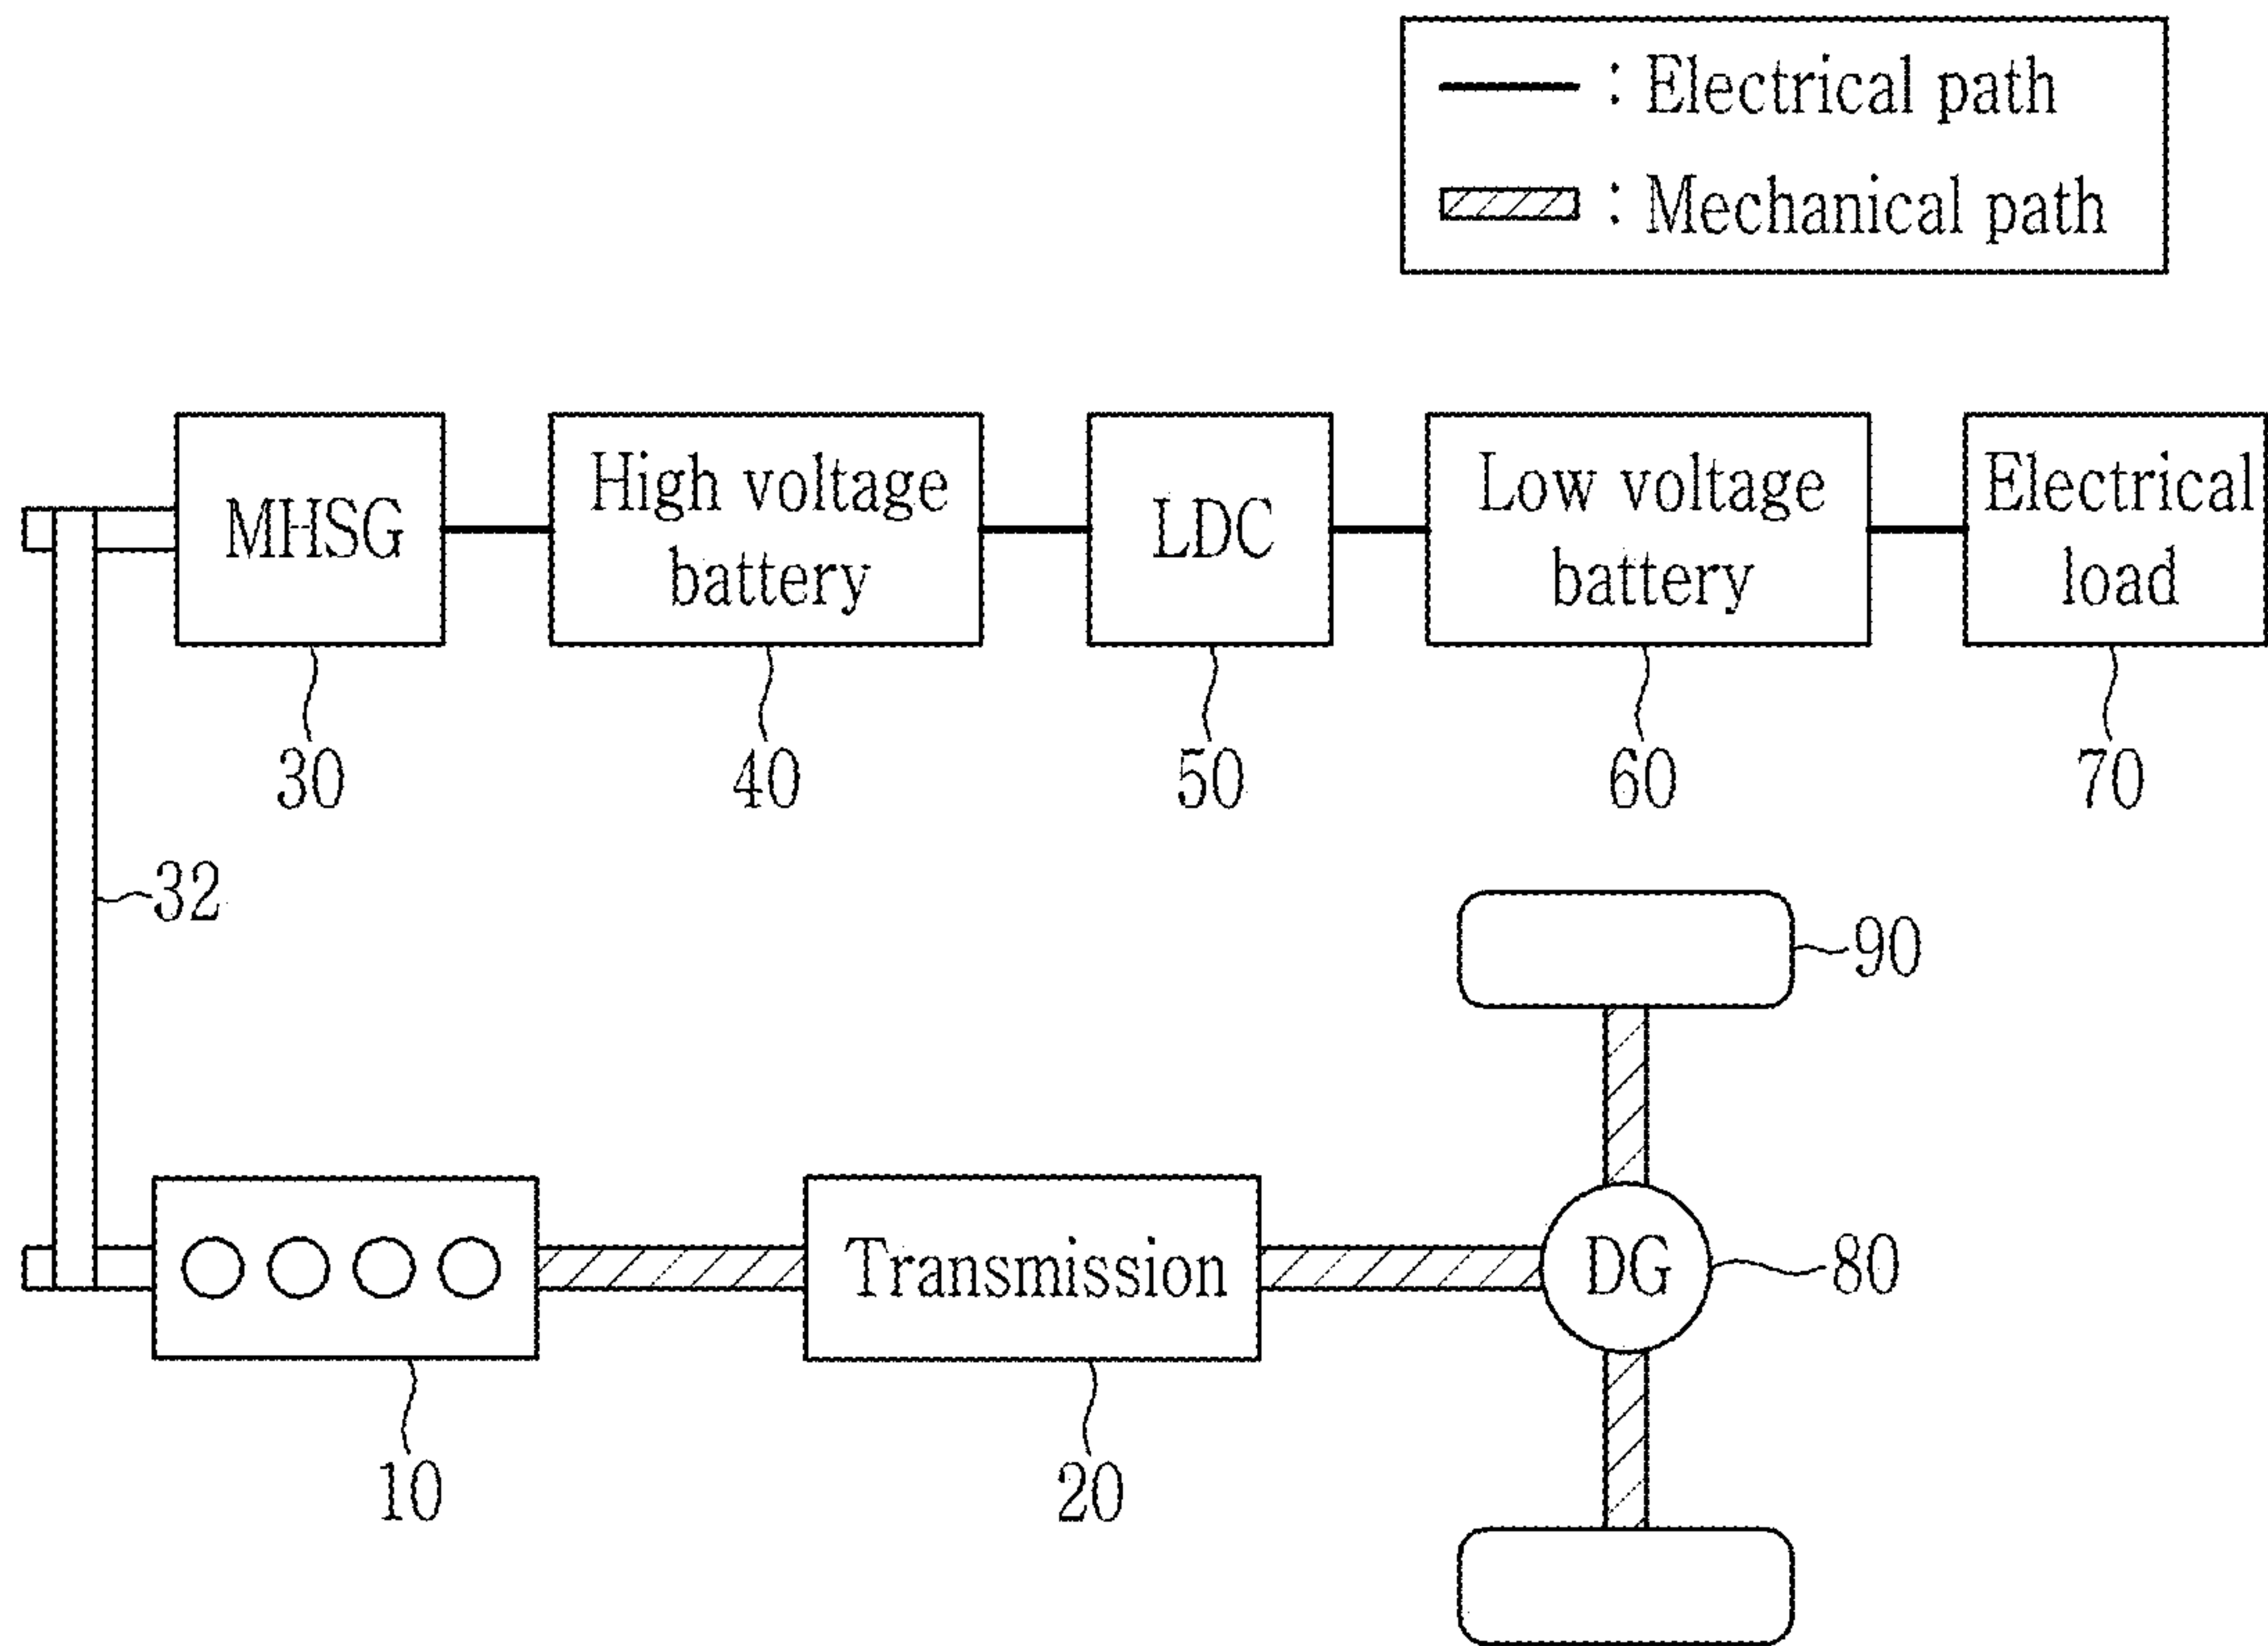 : Electrical path
: Mechanical path
MHSG
High voltage
battery
LDC
Low voltage
battery
Electrical
load
30
40
50
60
70
32
90
Transmission
DG
80
10
20